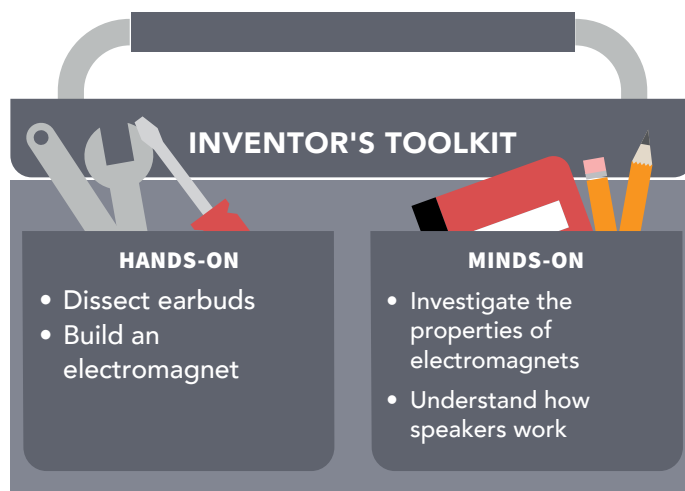 INVENTOR'S TOOLKIT
HANDS-ON
• Dissect earbuds
• Build an
electromagnet
MINDS-ON
• Investigate the
properties of
electromagnets
• Understand how
speakers work